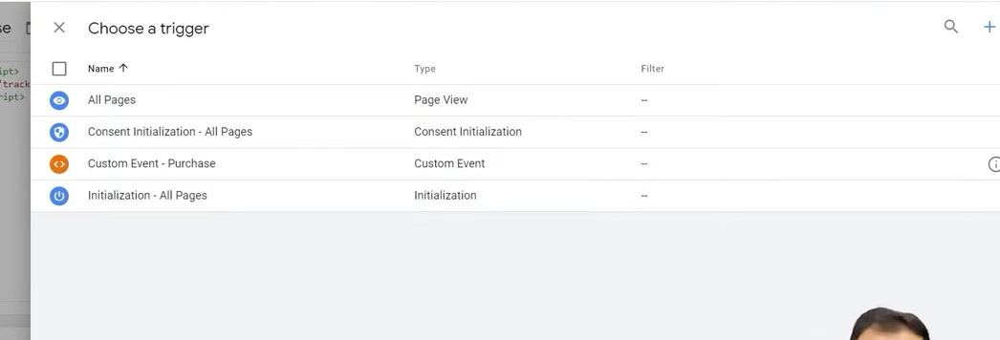 se
Choose a trigger
Name Type Filter
ipt>
'track
ript>
All Pages Page View --
Consent Initialization - All Pages Consent Initialization --
Custom Event - Purchase Custom Event --
Initialization - All Pages Initialization --